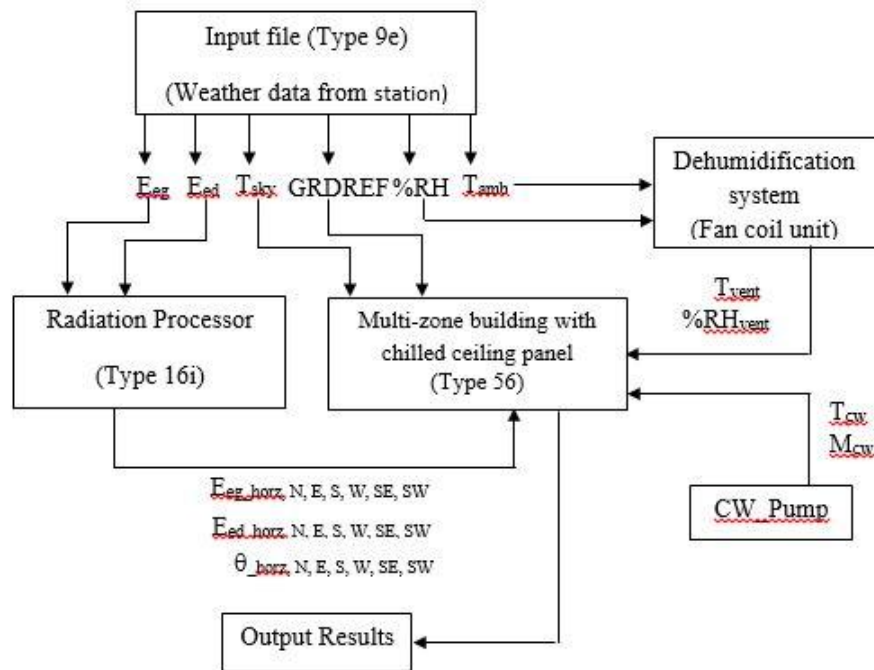 Input file (Type 9e)
(Weather data from station)
Eeg Eed Tsky GRDREF %RH Tamb
Dehumidification
system
(Fan coil unit)
Tvent
%RHvent
Radiation Processor
(Type 16i)
Multi-zone building with
chilled ceiling panel
(Type 56)
Tcw
Mcw
CW_Pump
Eeg_horz, N, E, S, W, SE, SW
Eed_horz, N, E, S, W, SE, SW
θ_horz, N, E, S, W, SE, SW
Output Results